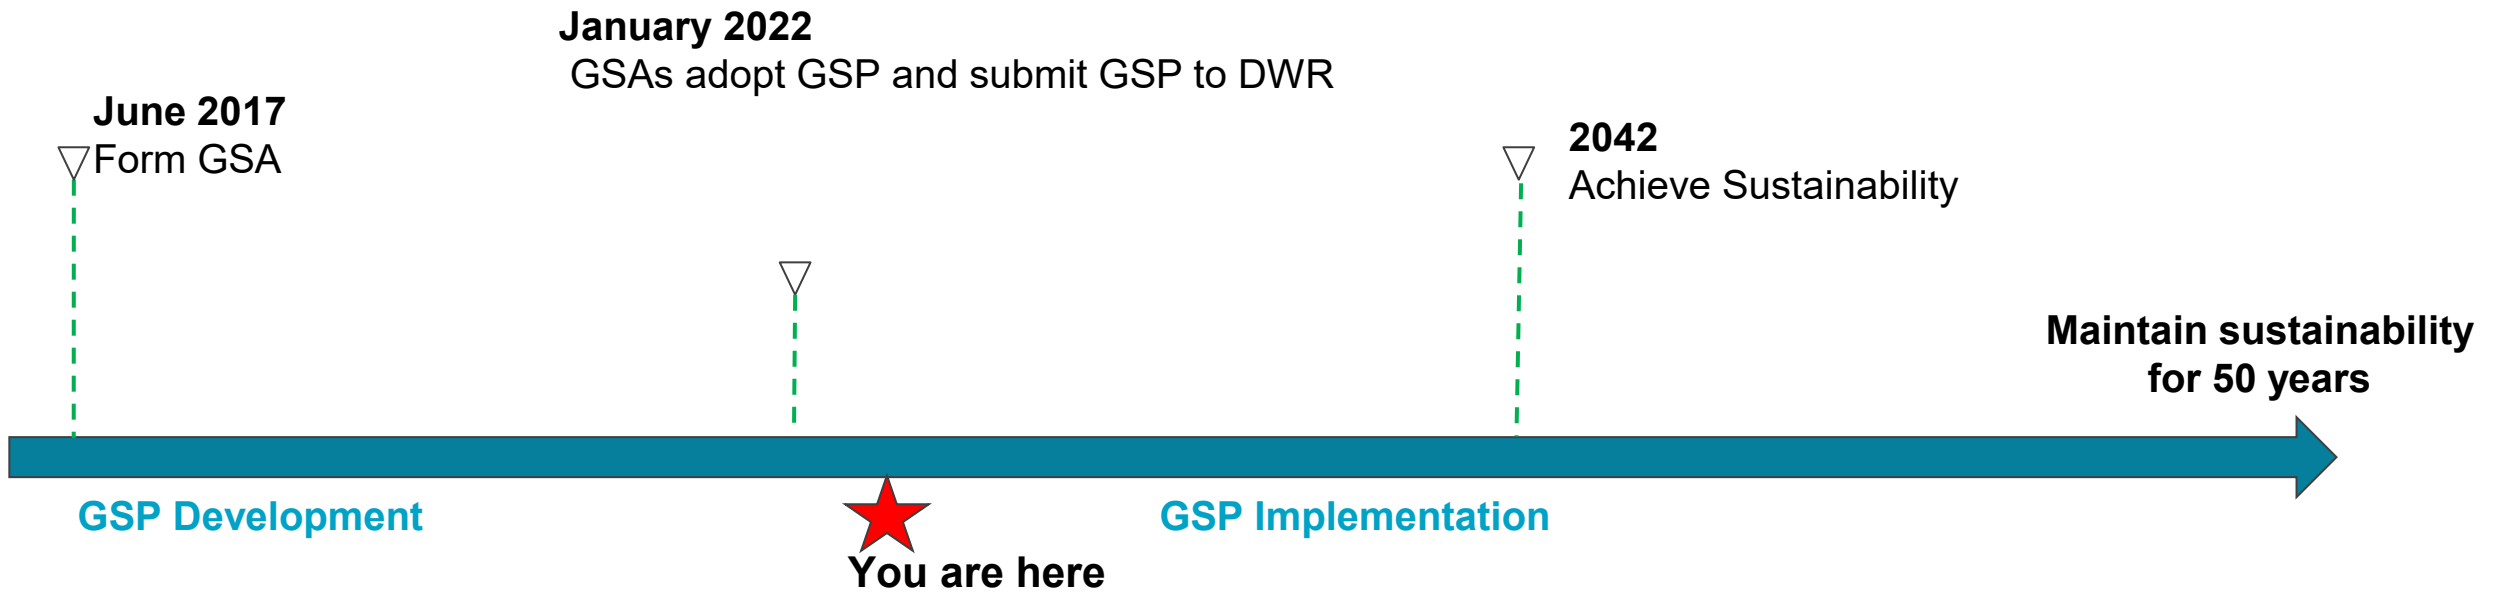 January 2022
GSAs adopt GSP and submit GSP to DWR
June 2017
Form GSA
2042
Achieve Sustainability
Maintain sustainability
for 50 years
GSP Development
GSP Implementation
You are here